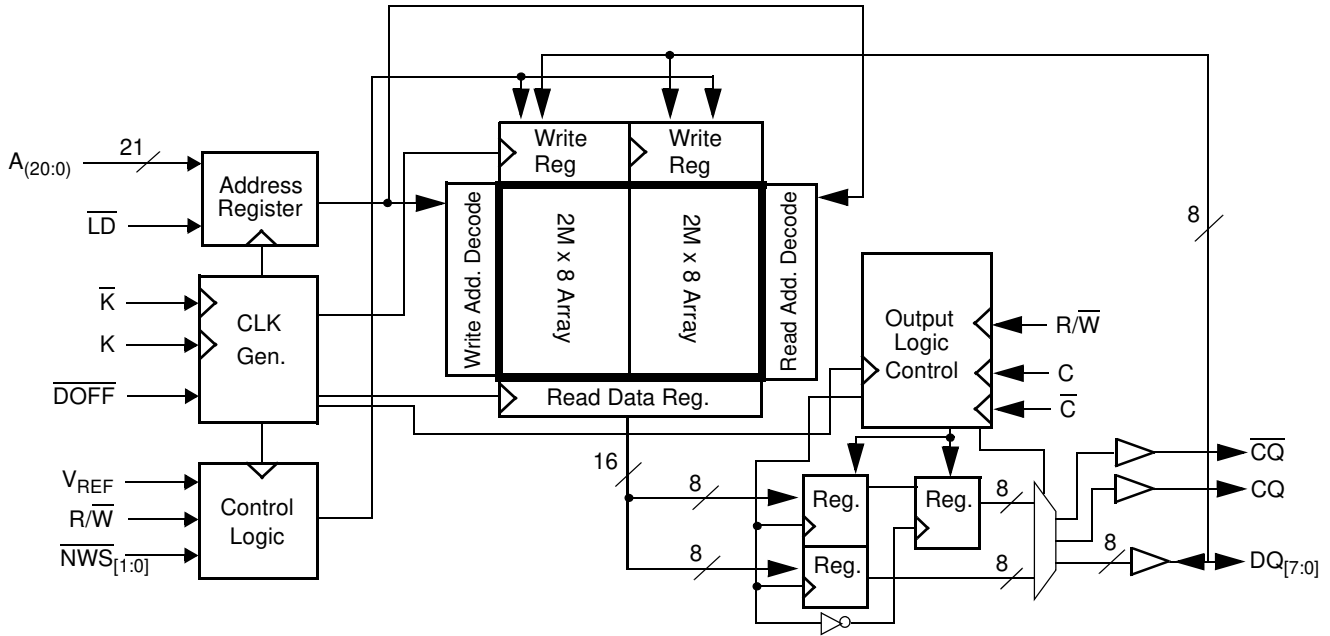 A(20:0)
21
LD
Address
Register
K
K
DOFF
CLK
Gen.
VREF
R/W
NWS[1:0]
Control
Logic
Write
Reg
Write
Reg
Write Add. Decode
2M x 8 Array
2M x 8 Array
Read Add. Decode
Read Data Reg.
16
8
8
Output
Logic
Control
R/W
C
C
Reg.
Reg.
Reg.
8
8
8
8
CQ
CQ
DQ[7:0]